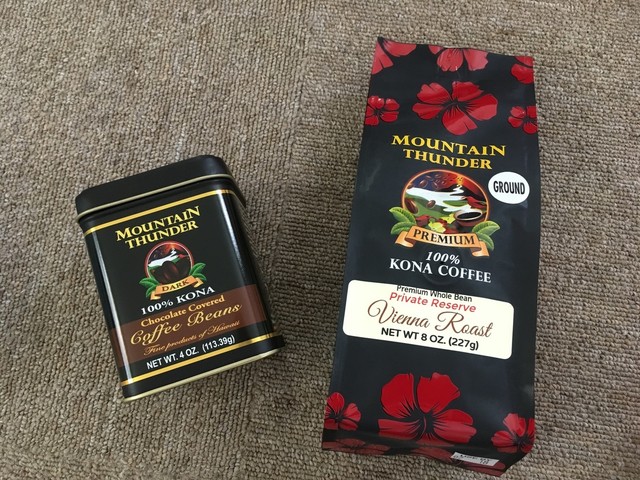 MOUNTAIN
THUNDER
DARK
100% KONA
Chocolate Covered
Coffee Beans
Fine products of Hawaii
NET WT. 4 OZ. (113.39g)
MOUNTAIN
THUNDER
GROUND
PREMIUM
100%
KONA COFFEE
Premium Whole Bean
Private Reserve
Vienna Roast
NET WT 8 OZ. (227g)